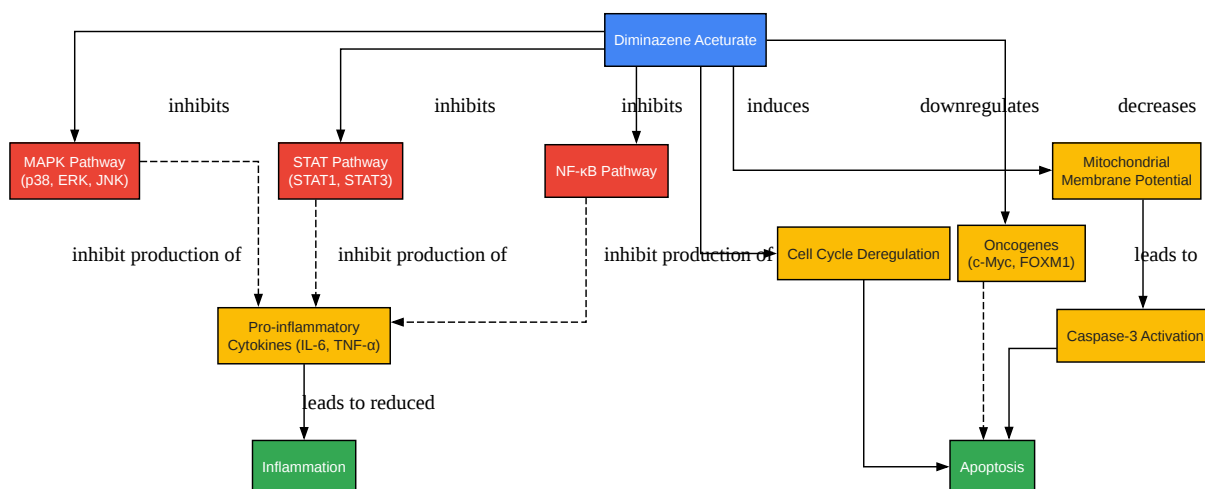 Diminazene Aceturate
inhibits
inhibits
inhibits
induces
downregulates
decreases
MAPK Pathway
(p38, ERK, JNK)
STAT Pathway
(STAT1, STAT3)
NF-κB Pathway
Mitochondrial
Membrane Potential
inhibit production of
inhibit production of
inhibit production of
Cell Cycle Deregulation
Oncogenes
(c-Myc, FOXM1)
leads to
Pro-inflammatory
Cytokines (IL-6, TNF-α)
Caspase-3 Activation
leads to reduced
Inflammation
Apoptosis